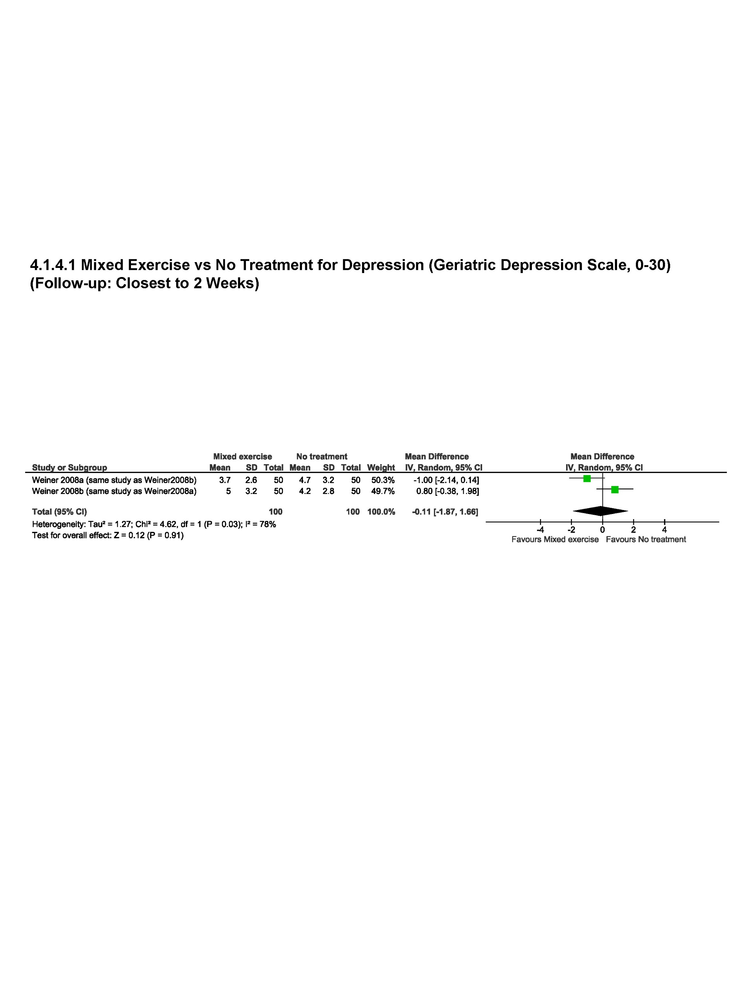 4.1.4.1 Mixed Exercise vs No Treatment for Depression (Geriatric Depression Scale, 0-30)
(Follow-up: Closest to 2 Weeks)
Mixed exercise No treatment Mean Difference Mean Difference
Study or Subgroup Mean SD Total Mean SD Total Weight IV, Random, 95% CI IV, Random, 95% CI
Weiner 2008a (same study as Weiner2008b) 3.7 2.6 50 4.7 3.2 50 50.3% -1.00 [-2.14, 0.14]
Weiner 2008b (same study as Weiner2008a) 5 3.2 50 4.2 2.8 50 49.7% 0.80 [-0.38, 1.98]
Total (95% CI) 100 100 100.0% -0.11 [-1.87, 1.66]
Heterogeneity: Tau² = 1.27; Chi² = 4.62, df = 1 (P = 0.03); I² = 78%
Test for overall effect: Z = 0.12 (P = 0.91)
-4 -2 0 2 4
Favours Mixed exercise Favours No treatment